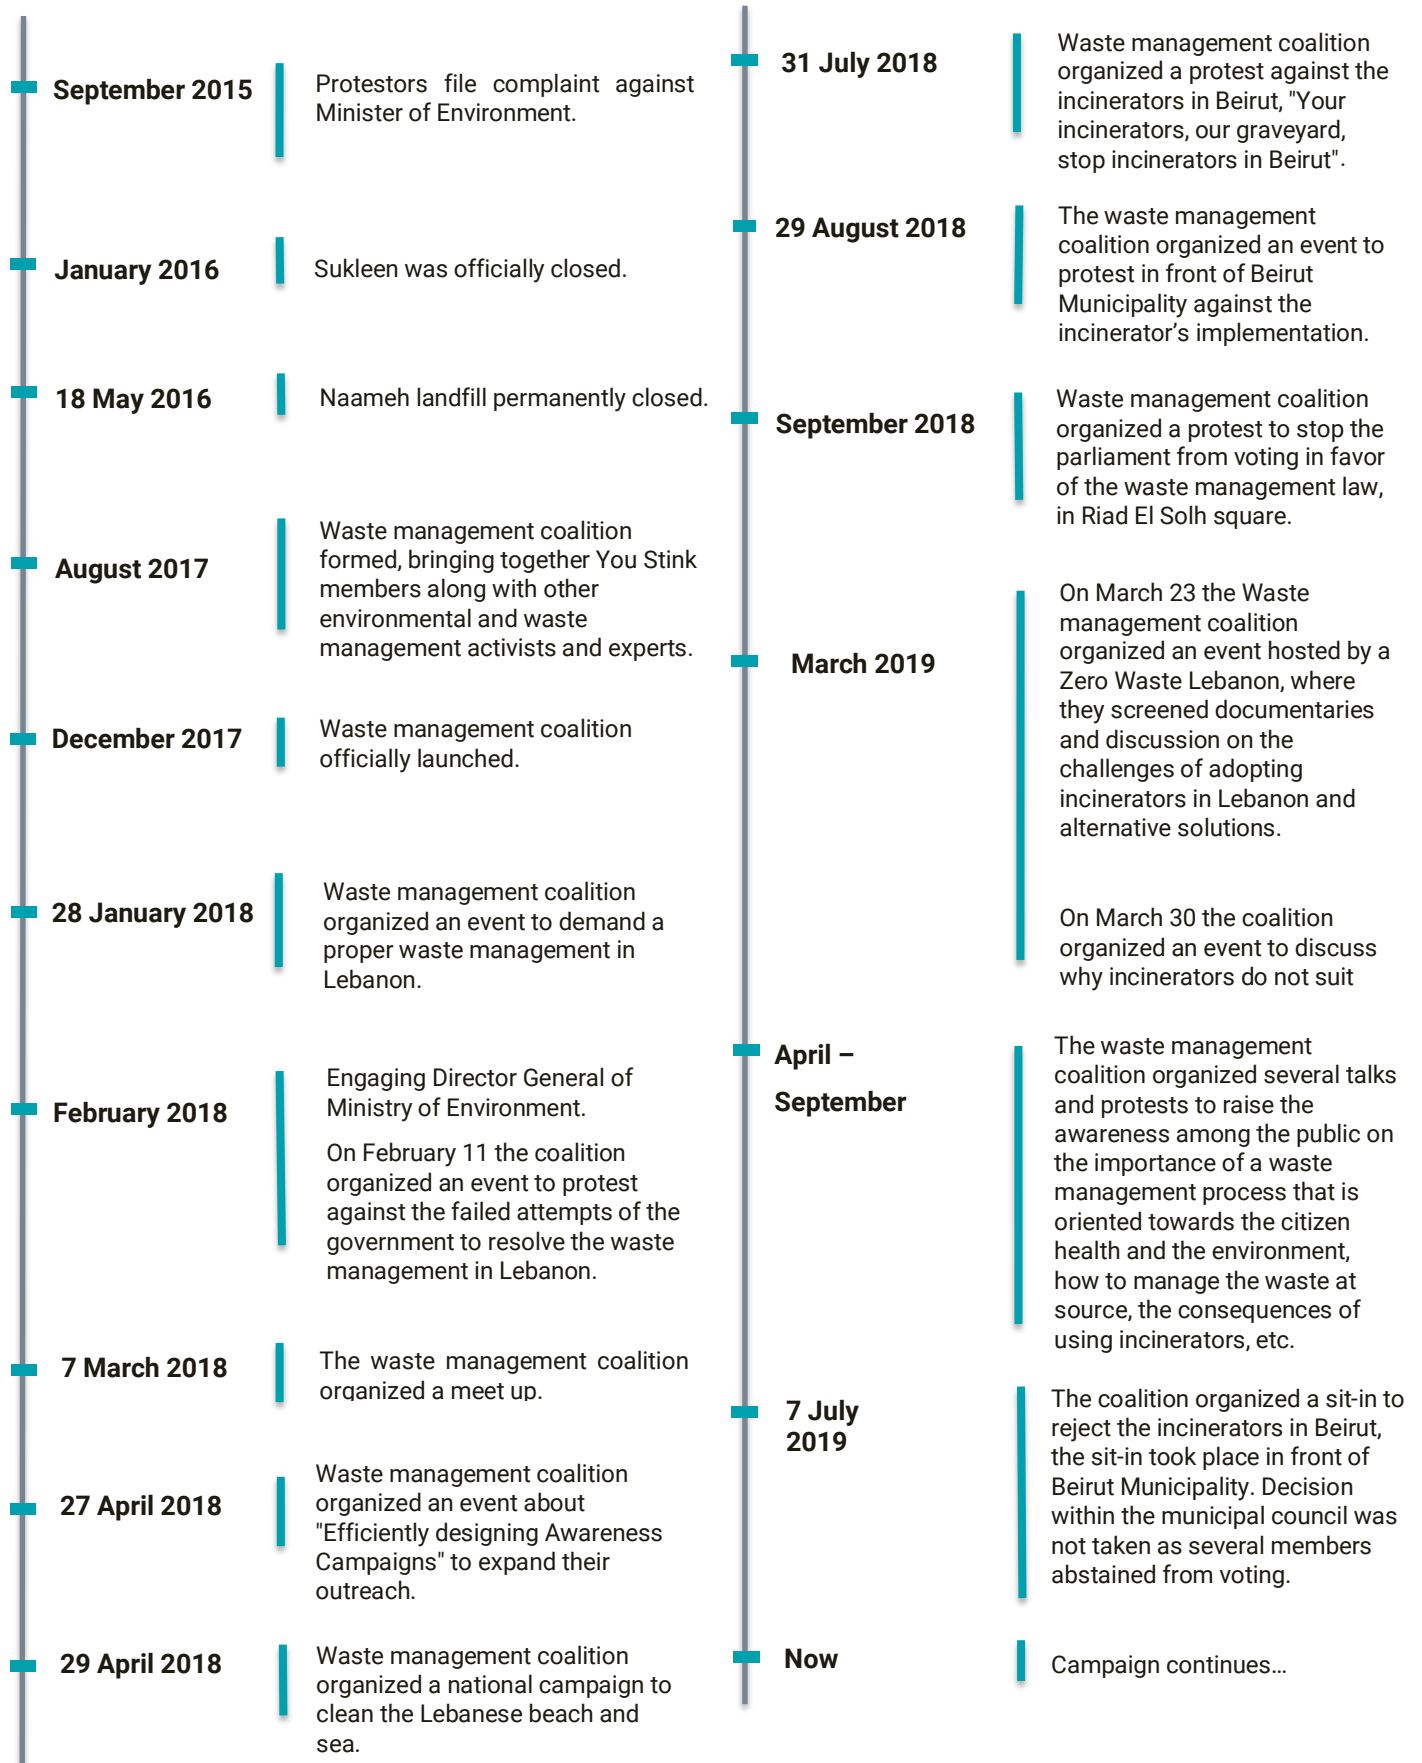 September 2015
Protestors file complaint against
Minister of Environment.
January 2016
Sukleen was officially closed.
18 May 2016
Naameh landfill permanently closed.
August 2017
Waste management coalition
formed, bringing together You Stink
members along with other
environmental and waste
management activists and experts.
December 2017
Waste management coalition
officially launched.
28 January 2018
Waste management coalition
organized an event to demand a
proper waste management in
Lebanon.
February 2018
Engaging Director General of
Ministry of Environment.
On February 11 the coalition
organized an event to protest
against the failed attempts of the
government to resolve the waste
management in Lebanon.
7 March 2018
The waste management coalition
organized a meet up.
27 April 2018
Waste management coalition
organized an event about
"Efficiently designing Awareness
Campaigns" to expand their
outreach.
29 April 2018
Waste management coalition
organized a national campaign to
clean the Lebanese beach and
sea.
31 July 2018
Waste management coalition
organized a protest against the
incinerators in Beirut, "Your
incinerators, our graveyard,
stop incinerators in Beirut".
29 August 2018
The waste management
coalition organized an event to
protest in front of Beirut
Municipality against the
incinerator’s implementation.
September 2018
Waste management coalition
organized a protest to stop the
parliament from voting in favor
of the waste management law,
in Riad El Solh square.
March 2019
On March 23 the Waste
management coalition
organized an event hosted by a
Zero Waste Lebanon, where
they screened documentaries
and discussion on the
challenges of adopting
incinerators in Lebanon and
alternative solutions.
On March 30 the coalition
organized an event to discuss
why incinerators do not suit
April –
September
The waste management
coalition organized several talks
and protests to raise the
awareness among the public on
the importance of a waste
management process that is
oriented towards the citizen
health and the environment,
how to manage the waste at
source, the consequences of
using incinerators, etc.
7 July
2019
The coalition organized a sit-in to
reject the incinerators in Beirut,
the sit-in took place in front of
Beirut Municipality. Decision
within the municipal council was
not taken as several members
abstained from voting.
Now
Campaign continues…